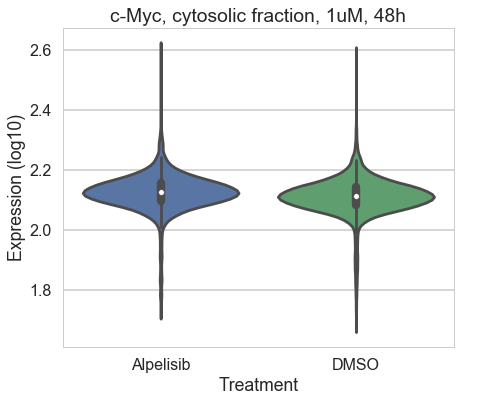 c-Myc, cytosolic fraction, 1uM, 48h
Expression (log10)
2.6
2.4
2.2
2.0
1.8
Alpelisib
DMSO
Treatment